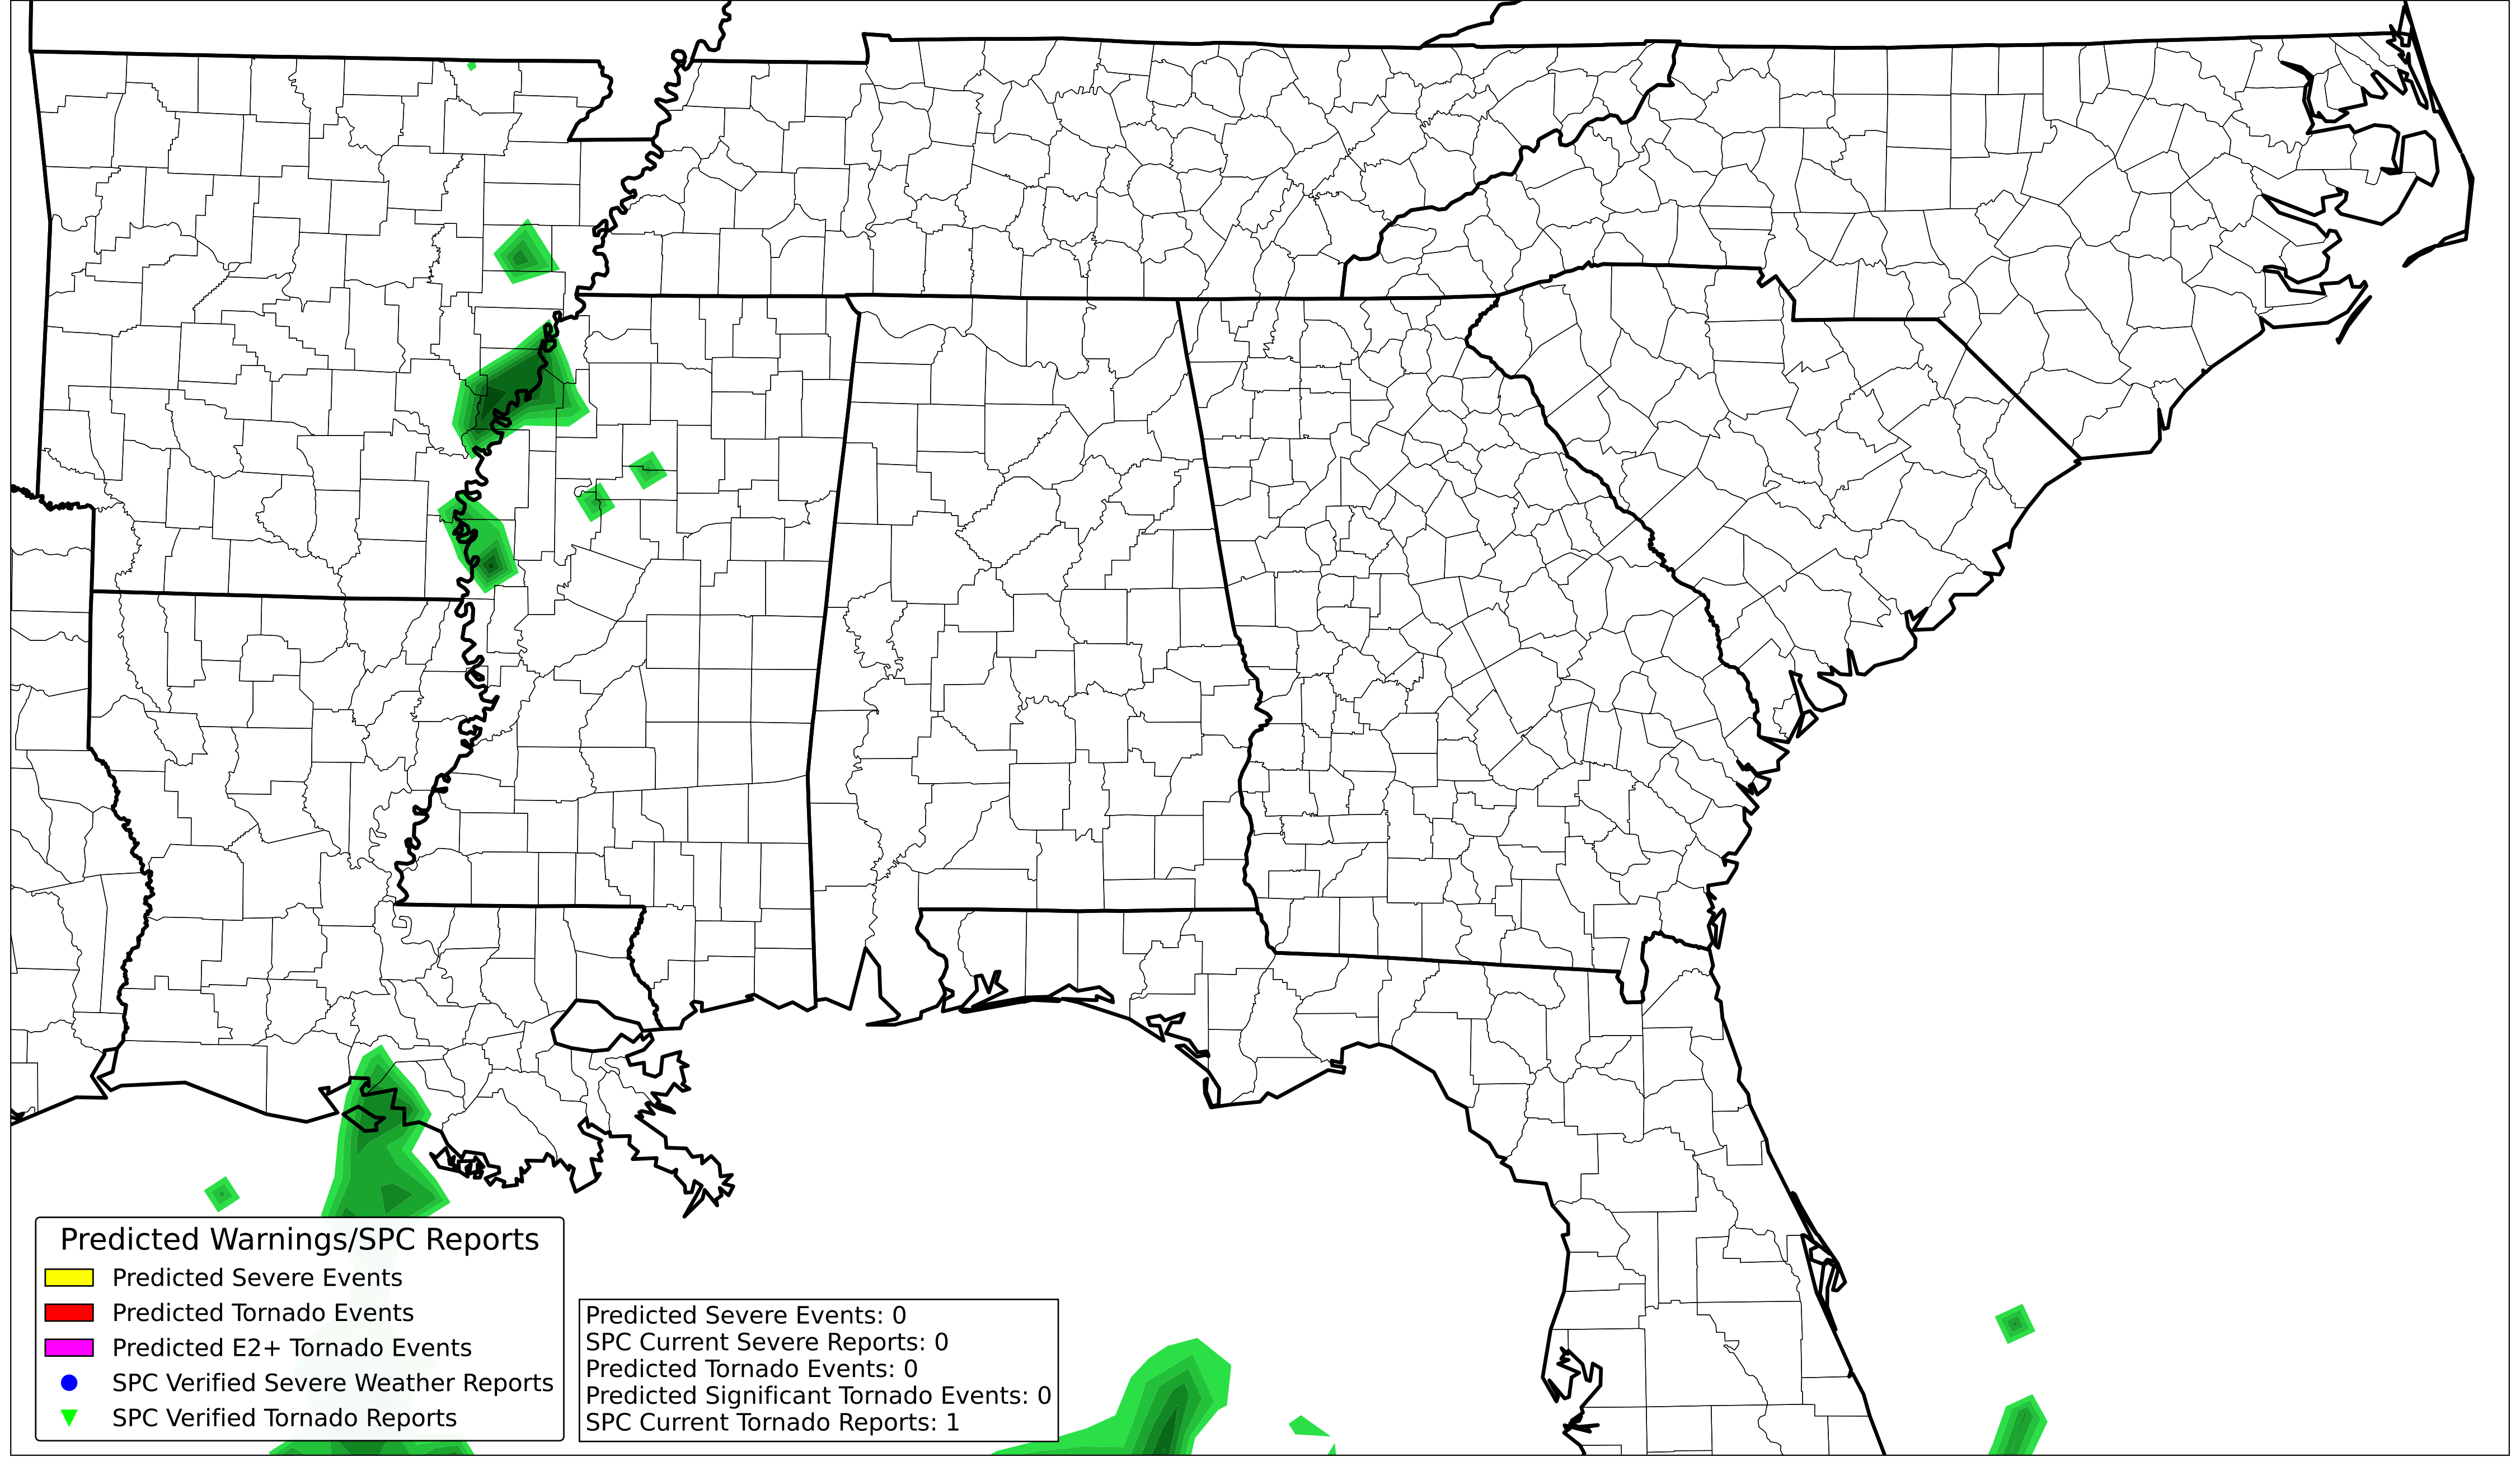 Predicted Warnings/SPC Reports
Predicted Severe Events
Predicted Tornado Events
Predicted E2+ Tornado Events
SPC Verified Severe Weather Reports
SPC Verified Tornado Reports
Predicted Severe Events: 0
SPC Current Severe Reports: 0
Predicted Tornado Events: 0
Predicted Significant Tornado Events: 0
SPC Current Tornado Reports: 1